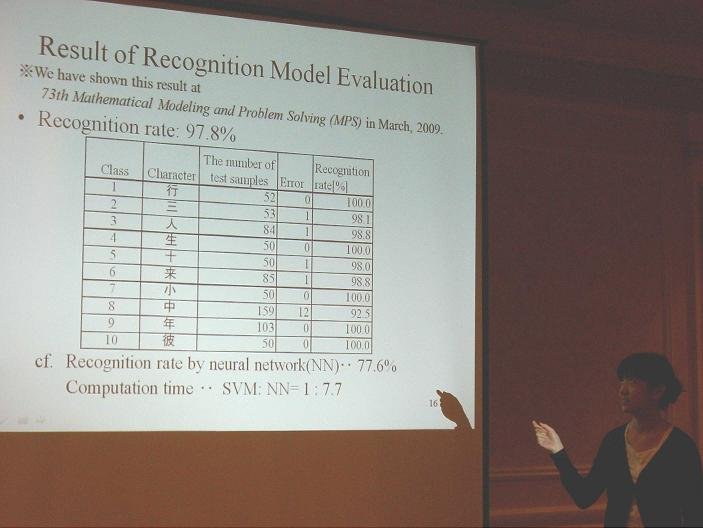 Result of Recognition Model Evaluation
※We have shown this result at
73th Mathematical Modeling and Problem Solving (MPS) in March, 2009.
• Recognition rate: 97.8%
Class Character The number of test samples Error Recognition rate[%]
1 行 52 0 100.0
2 三 53 1 98.1
3 人 84 1 98.8
4 生 50 0 100.0
5 十 50 1 98.0
6 来 85 1 98.8
7 小 50 0 100.0
8 中 159 12 92.5
9 年 103 0 100.0
10 彼 50 0 100.0
cf. Recognition rate by neural network(NN)‥ 77.6%
Computation time ‥ SVM: NN= 1 : 7.7
16